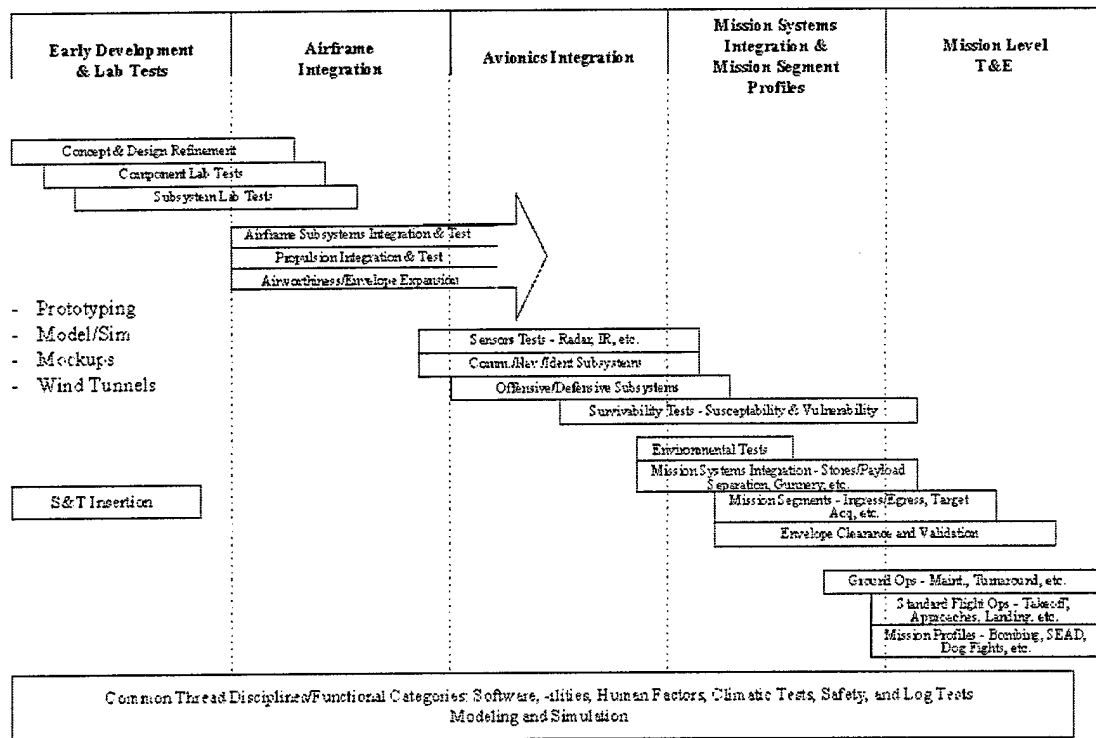 Early Development
& Lab Tests
Airframe
Integration
Avionics Integration
Mission Systems
Integration &
Mission Segment
Profiles
Mission Level
T&E
Concept & Design Refinement
Component Lab Tests
Subsystem Lab Tests
Airframe Subsystems Integration & Test
Propulsion Integration & Test
Airworthiness/Envelope Expansion
- Prototyping
- Model/Sim
- Mockups
- Wind Tunnels
Sensors Tests - Radar, IR, etc.
Comm./Nav./Ident Subsystems
Offensive/Defensive Subsystems
Survivability Tests - Susceptability & Vulnerability
Environmental Tests
Mission Systems Integration - Stores/Payload
Separation, Gunnery, etc.
S&T Insertion
Mission Segments - Ingress/Egress, Target
Acq, etc.
Envelope Clearance and Validation
Ground Ops - Maint., Turnaround, etc.
Standard Flight Ops - Takeoff,
Approaches, Landing, etc.
Mission Profiles - Bombing, SEAD,
Dog Fights, etc.
Common Thread Disciplines/Functional Categories: Software, -ilities, Human Factors, Climatic Tests, Safety, and Log Tests
Modeling and Simulation